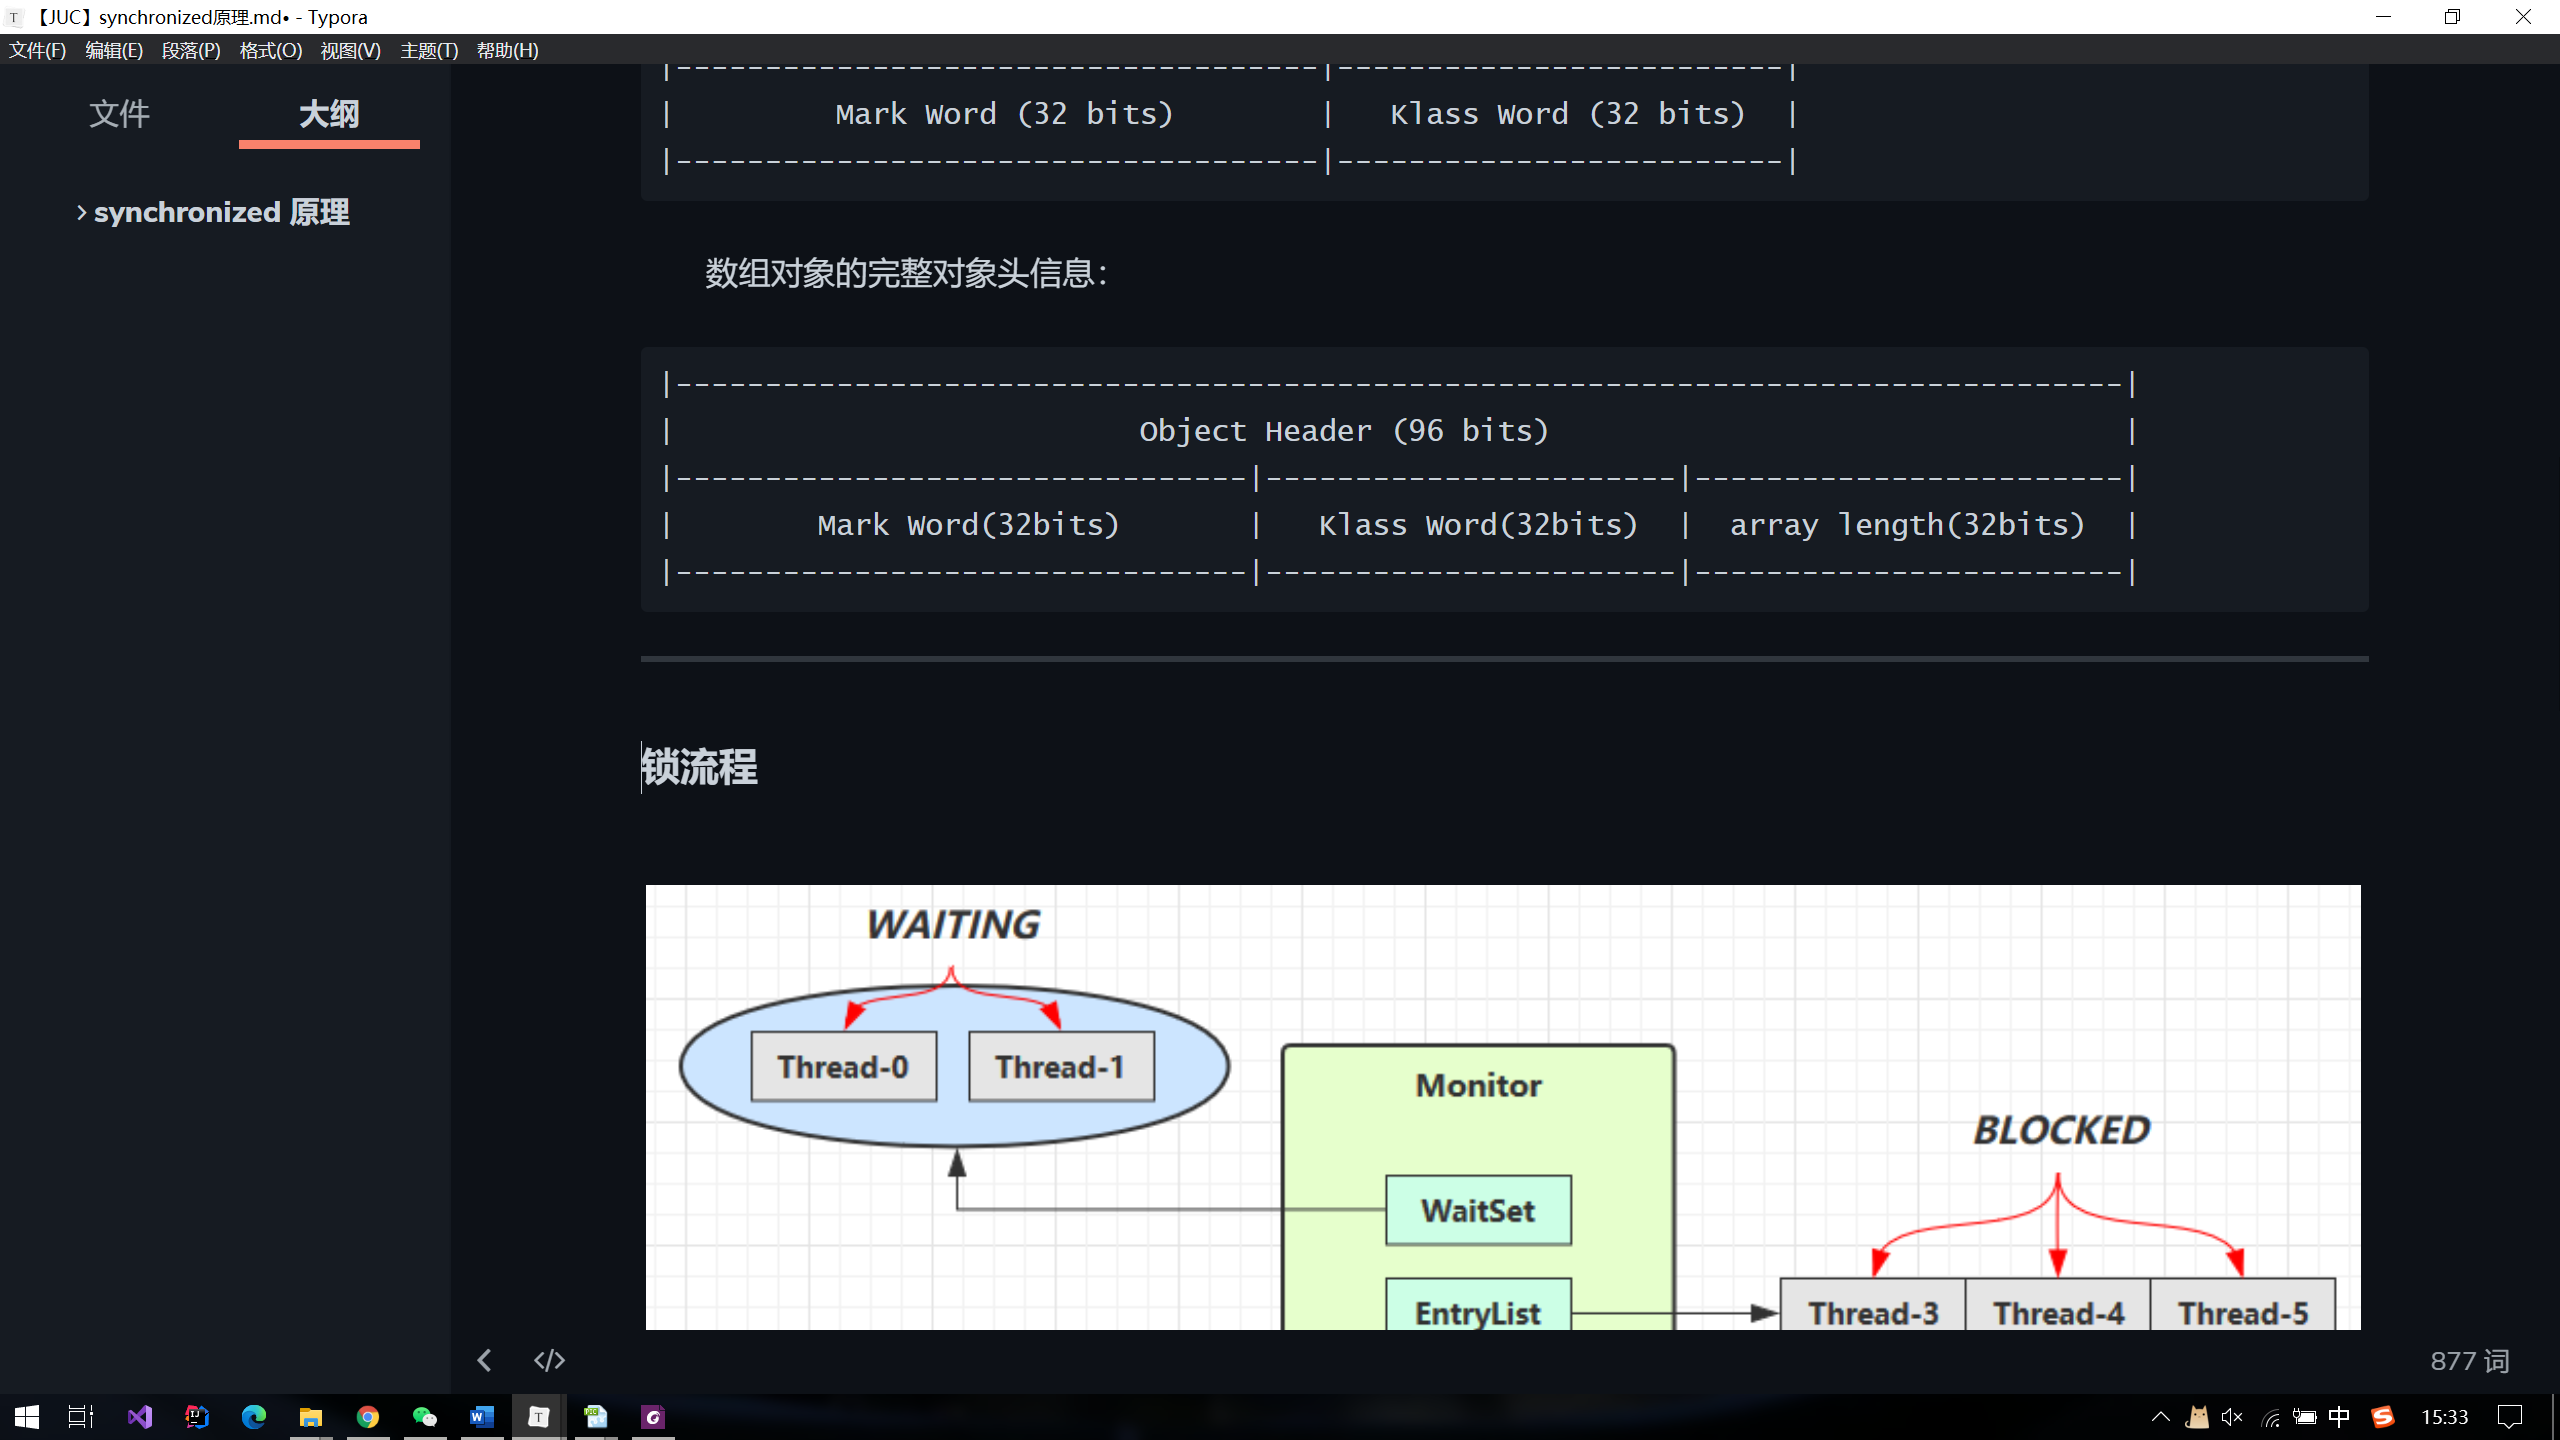 【JUC】synchronized原理.md• - Typora
文件(F) 编辑(E) 段落(P) 格式(O) 视图(V) 主题(T) 帮助(H)
文件 大纲
synchronized 原理
|------------------------------------|-------------------------|
| Mark Word (32 bits) | Klass Word (32 bits) |
|------------------------------------|-------------------------|
数组对象的完整对象头信息：
|---------------------------------------------------------------------------------|
| Object Header (96 bits) |
|--------------------------------|-----------------------|------------------------|
| Mark Word(32bits) | Klass Word(32bits) | array length(32bits) |
|--------------------------------|-----------------------|------------------------|
锁流程
WAITING
Thread-0 Thread-1
Monitor
BLOCKED
WaitSet
EntryList
Thread-3 Thread-4 Thread-5
877 词
中
15:33